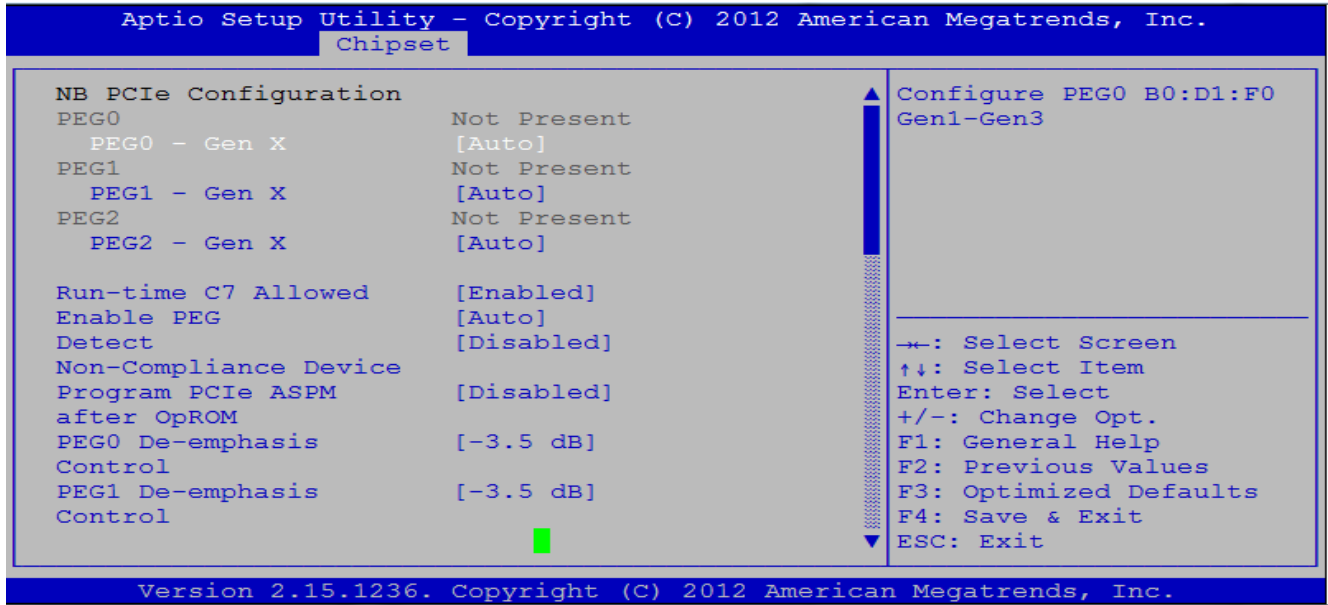 Aptio Setup Utility - Copyright (C) 2012 American Megatrends, Inc.
Chipset
NB PCIe Configuration
PEG0 Not Present
PEG0 - Gen X [Auto]
PEG1 Not Present
PEG1 - Gen X [Auto]
PEG2 Not Present
PEG2 - Gen X [Auto]
Run-time C7 Allowed [Enabled]
Enable PEG [Auto]
Detect [Disabled]
Non-Compliance Device
Program PCIe ASPM [Disabled]
after OpROM
PEG0 De-emphasis [-3.5 dB]
Control
PEG1 De-emphasis [-3.5 dB]
Control
Configure PEG0 B0:D1:F0
Gen1-Gen3
→←: Select Screen
↑↓: Select Item
Enter: Select
+/-: Change Opt.
F1: General Help
F2: Previous Values
F3: Optimized Defaults
F4: Save & Exit
ESC: Exit
Version 2.15.1236. Copyright (C) 2012 American Megatrends, Inc.